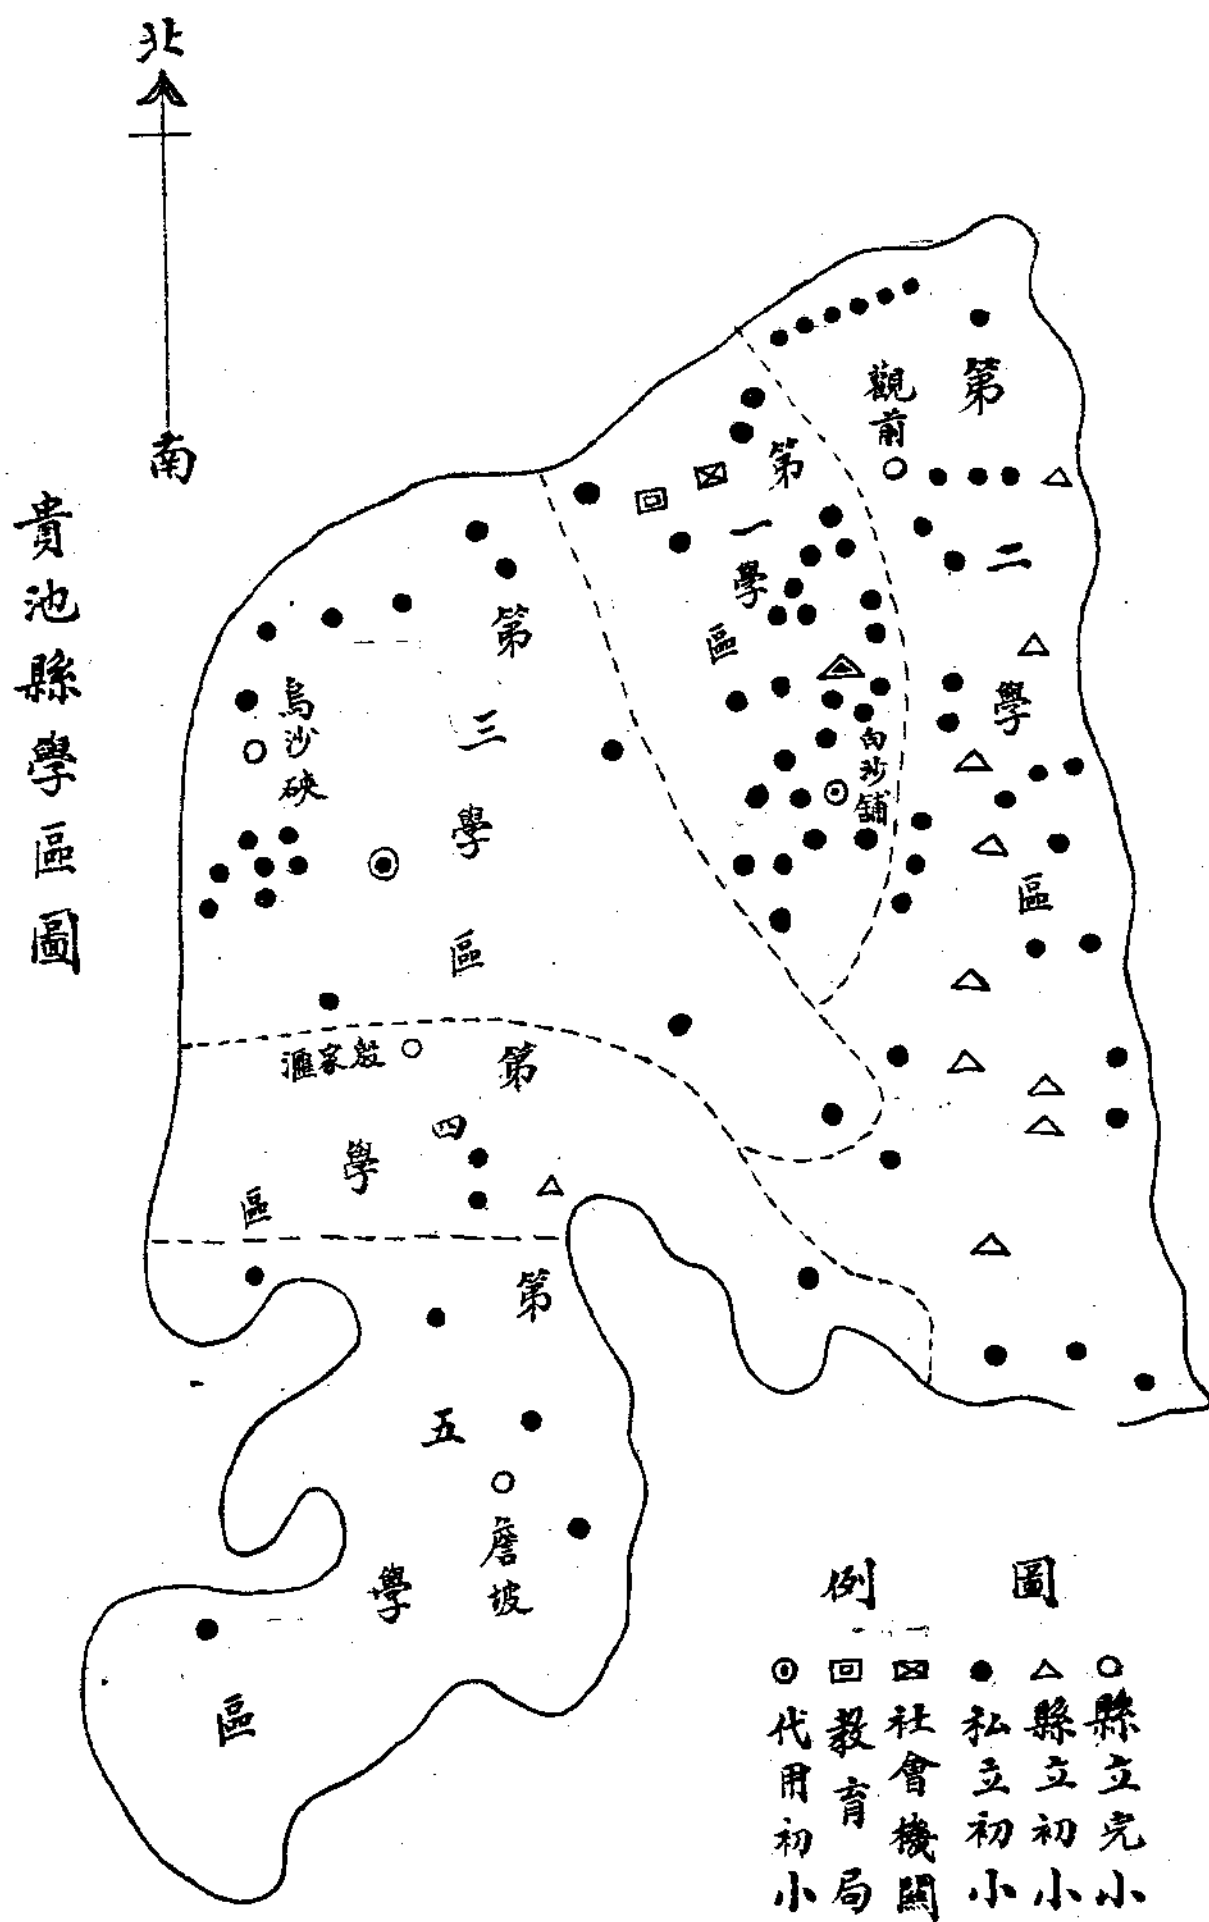 北
南
貴池縣學區圖
第二學區
觀前
第一學區
白沙舖
第三學區
烏沙硤
第四學區
殷家滙
第五學區
詹坡
圖例
縣立完小
縣立初小
私立初小
社會機關
教育局
代用初小